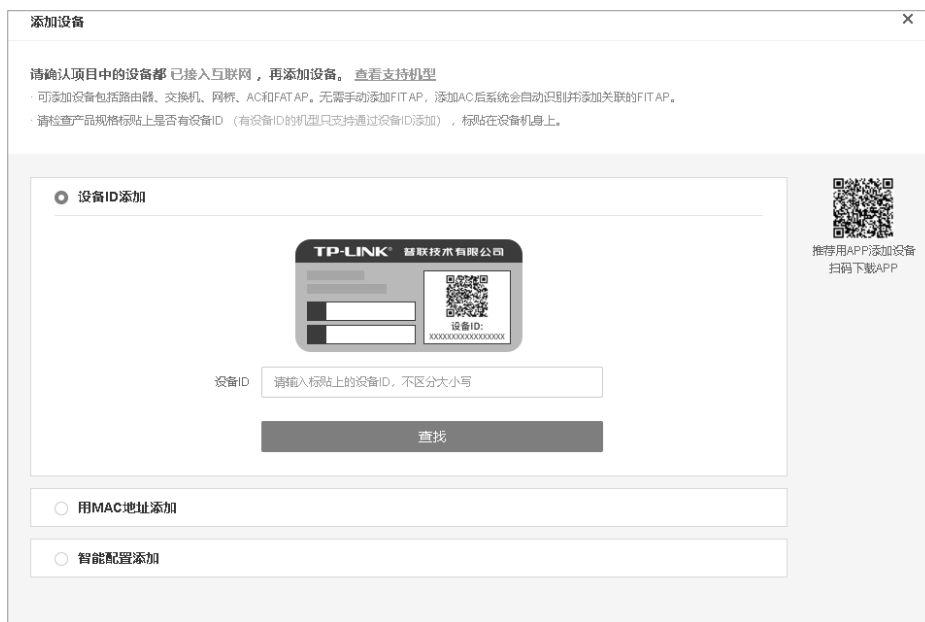 添加设备
请确认项目中的设备都 已接入互联网 ，再添加设备。 查看支持机型
· 可添加设备包括路由器、交换机、网桥、AC和FATAP。无需手动添加FITAP，添加AC后系统会自动识别并添加关联的FITAP。
· 请检查产品规格标贴上是否有设备ID （有设备ID的机型只支持通过设备ID添加），标贴在设备机身上。
设备ID添加
TP-LINK® 普联技术有限公司
设备ID:
XXXXXXXXXXXXXXXXX
设备ID 请输入标贴上的设备ID，不区分大小写
查找
用MAC地址添加
智能配置添加
推荐用APP添加设备
扫码下载APP